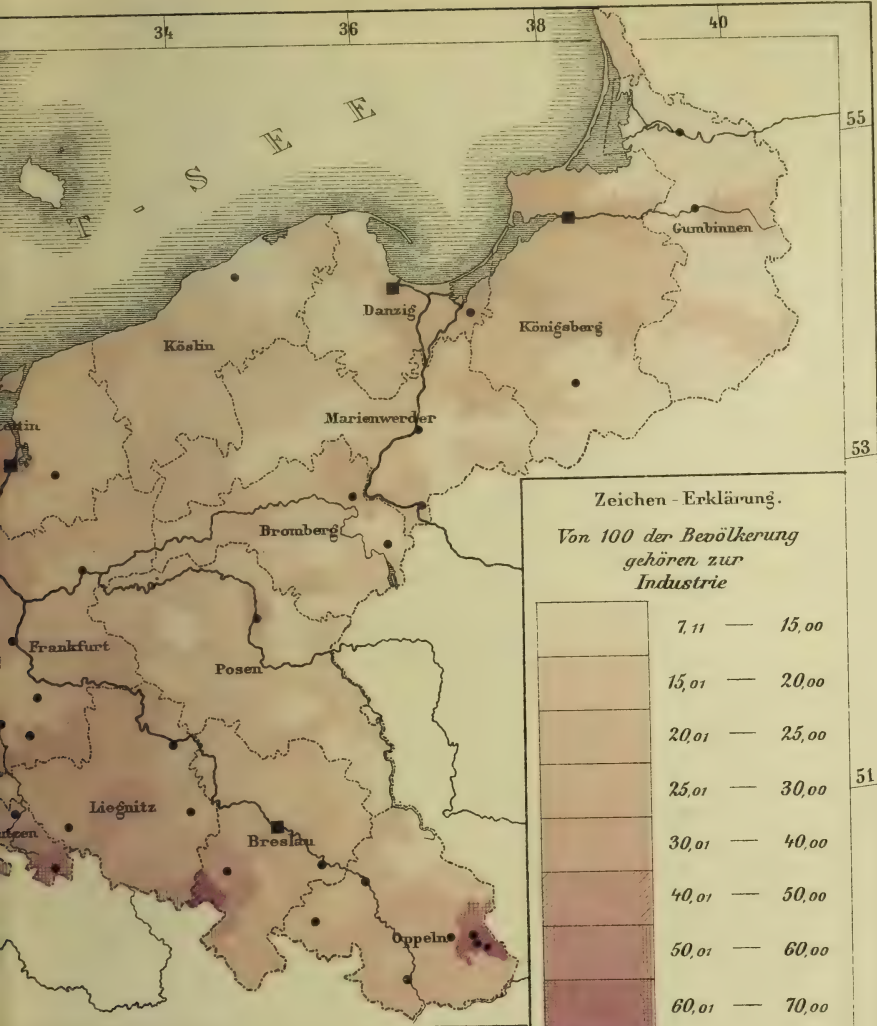 34 36 38 40
55
T - S E E
Gumbinnen
Danzig
Königsberg
Köslin
Marienwerder
53
Bromberg
Frankfurt
Posen
Liegnitz
Breslau
Oppeln
51
Zeichen - Erklärung.
Von 100 der Bevölkerung
gehören zur
Industrie
7,11 — 15,00
15,01 — 20,00
20,01 — 25,00
25,01 — 30,00
30,01 — 40,00
40,01 — 50,00
50,01 — 60,00
60,01 — 70,00